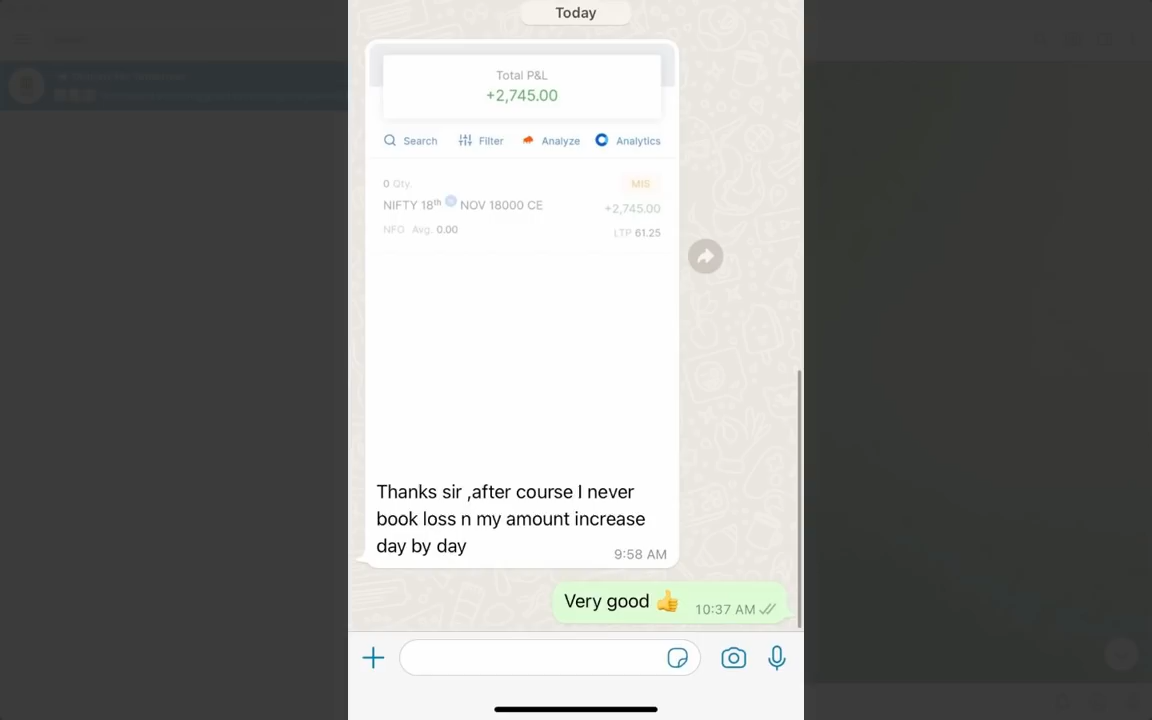 Today
Total P&L
+2,745.00
Search Filter Analyze Analytics
0 Qty. MIS
NIFTY 18th NOV 18000 CE +2,745.00
NFO Avg. 0.00 LTP 61.25
Thanks sir ,after course I never
book loss n my amount increase
day by day
9:58 AM
Very good 👍 10:37 AM